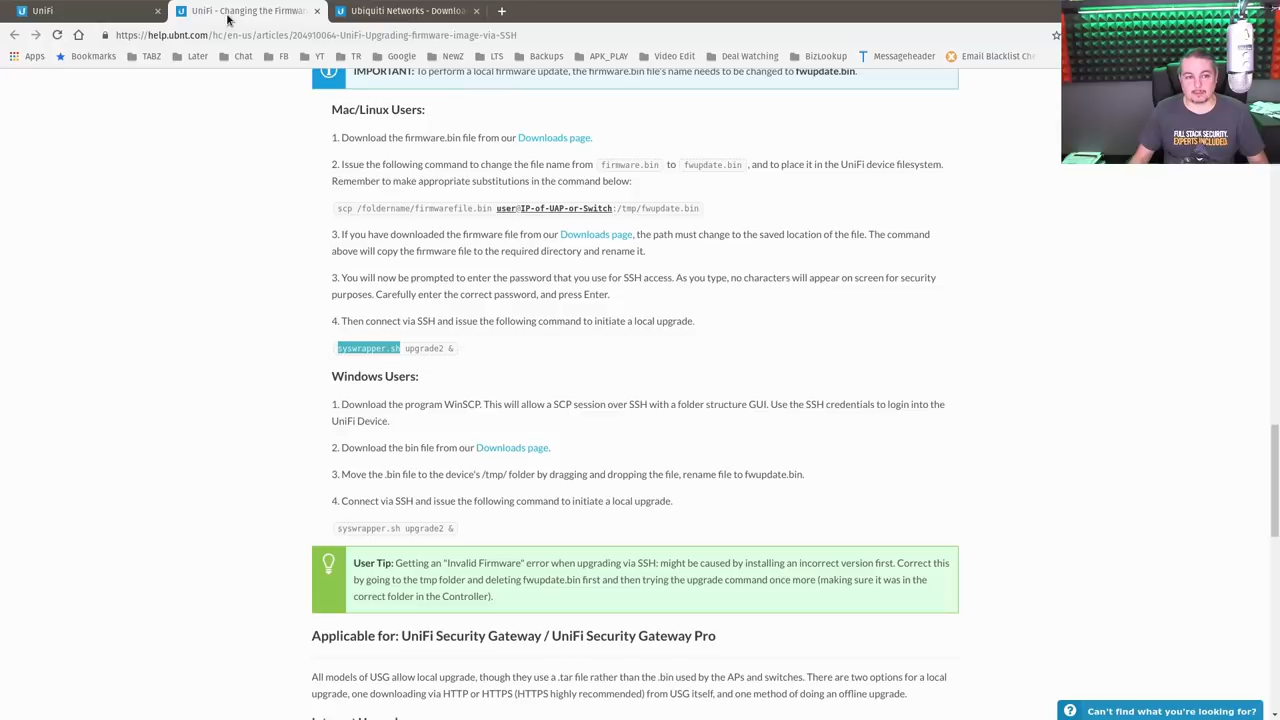 UniFi
UniFi - Changing the Firmwar
Ubiquiti Networks - Downloa
https://help.ubnt.com/hc/en-us/articles/204910064-UniFi-Upgrading-firmware-image-via-SSH
Apps Bookmarks TABZ Later Chat FB YT TR Google NewZ LTS Backups APK_PLAY Video Edit Deal Watching BizLookup Messageheader Email Blacklist Che
IMPORTANT: To perform a local firmware update, the firmware.bin file's name needs to be changed to fwupdate.bin.
Mac/Linux Users:
1. Download the firmware.bin file from our Downloads page.
2. Issue the following command to change the file name from firmware.bin to fwupdate.bin , and to place it in the UniFi device filesystem.
Remember to make appropriate substitutions in the command below:
scp /foldername/firmwarefile.bin user@IP-of-UAP-or-Switch:/tmp/fwupdate.bin
3. If you have downloaded the firmware file from our Downloads page, the path must change to the saved location of the file. The command
above will copy the firmware file to the required directory and rename it.
3. You will now be prompted to enter the password that you use for SSH access. As you type, no characters will appear on screen for security
purposes. Carefully enter the correct password, and press Enter.
4. Then connect via SSH and issue the following command to initiate a local upgrade.
syswrapper.sh upgrade2 &
Windows Users:
1. Download the program WinSCP. This will allow a SCP session over SSH with a folder structure GUI. Use the SSH credentials to login into the
UniFi Device.
2. Download the bin file from our Downloads page.
3. Move the .bin file to the device's /tmp/ folder by dragging and dropping the file, rename file to fwupdate.bin.
4. Connect via SSH and issue the following command to initiate a local upgrade.
syswrapper.sh upgrade2 &
User Tip: Getting an "Invalid Firmware" error when upgrading via SSH: might be caused by installing an incorrect version first. Correct this
by going to the tmp folder and deleting fwupdate.bin first and then trying the upgrade command once more (making sure it was in the
correct folder in the Controller).
Applicable for: UniFi Security Gateway / UniFi Security Gateway Pro
All models of USG allow local upgrade, though they use a .tar file rather than the .bin used by the APs and switches. There are two options for a local
upgrade, one downloading via HTTP or HTTPS (HTTPS highly recommended) from USG itself, and one method of doing an offline upgrade.
Can't find what you're looking for?
FULL STACK SECURITY.
EXPERTS INCLUDED.